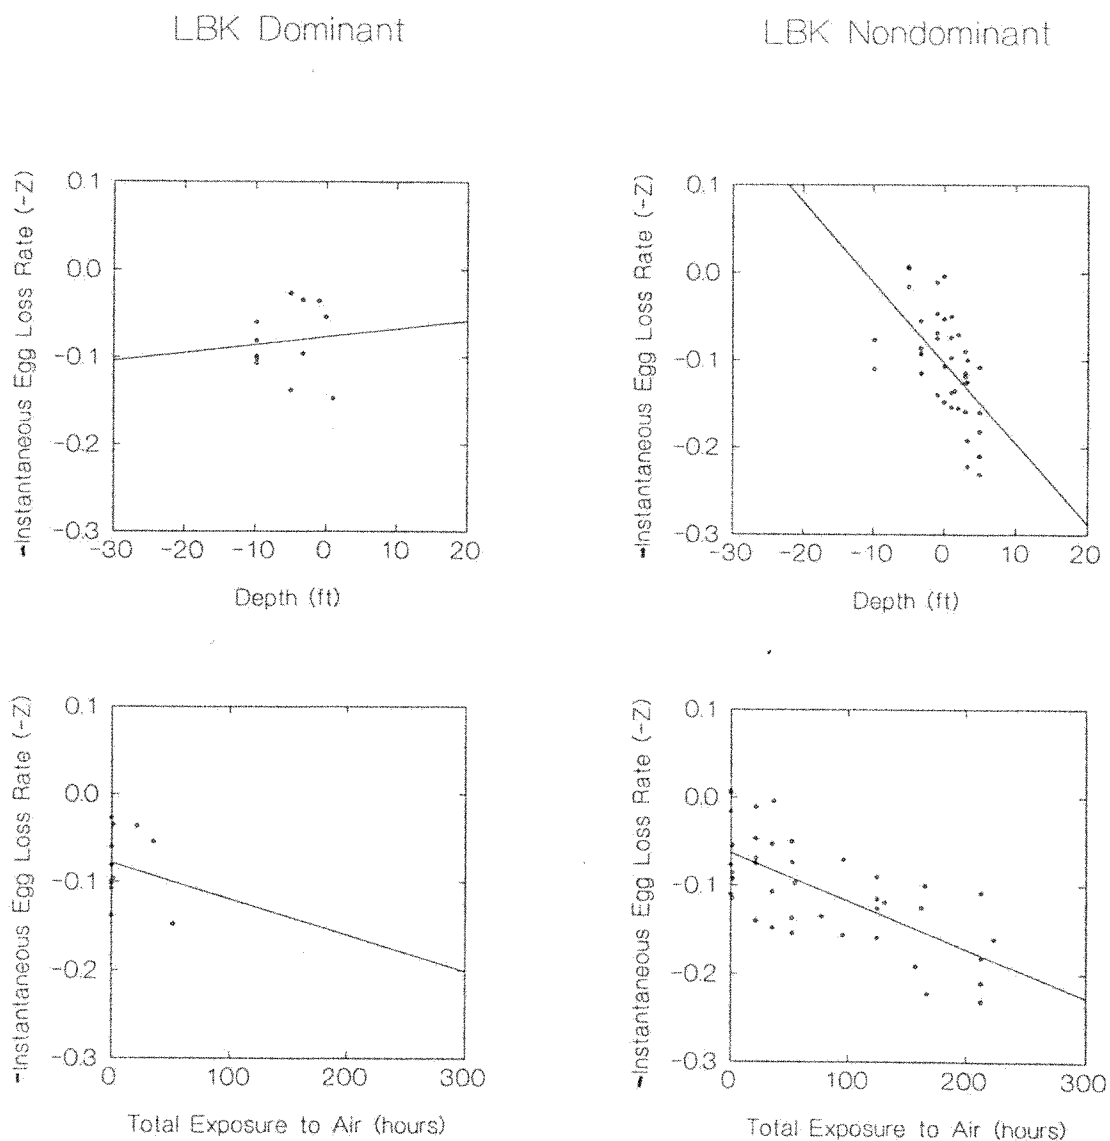 LBK Dominant
LBK Nondominant
-Instantaneous Egg Loss Rate (-Z)
0.1
0.0
-0.1
-0.2
-0.3
-30 -20 -10 0 10 20
Depth (ft)
-Instantaneous Egg Loss Rate (-Z)
0.1
0.0
-0.1
-0.2
-0.3
-30 -20 -10 0 10 20
Depth (ft)
-Instantaneous Egg Loss Rate (-Z)
0.1
0.0
-0.1
-0.2
-0.3
0 100 200 300
Total Exposure to Air (hours)
-Instantaneous Egg Loss Rate (-Z)
0.1
0.0
-0.1
-0.2
-0.3
0 100 200 300
Total Exposure to Air (hours)